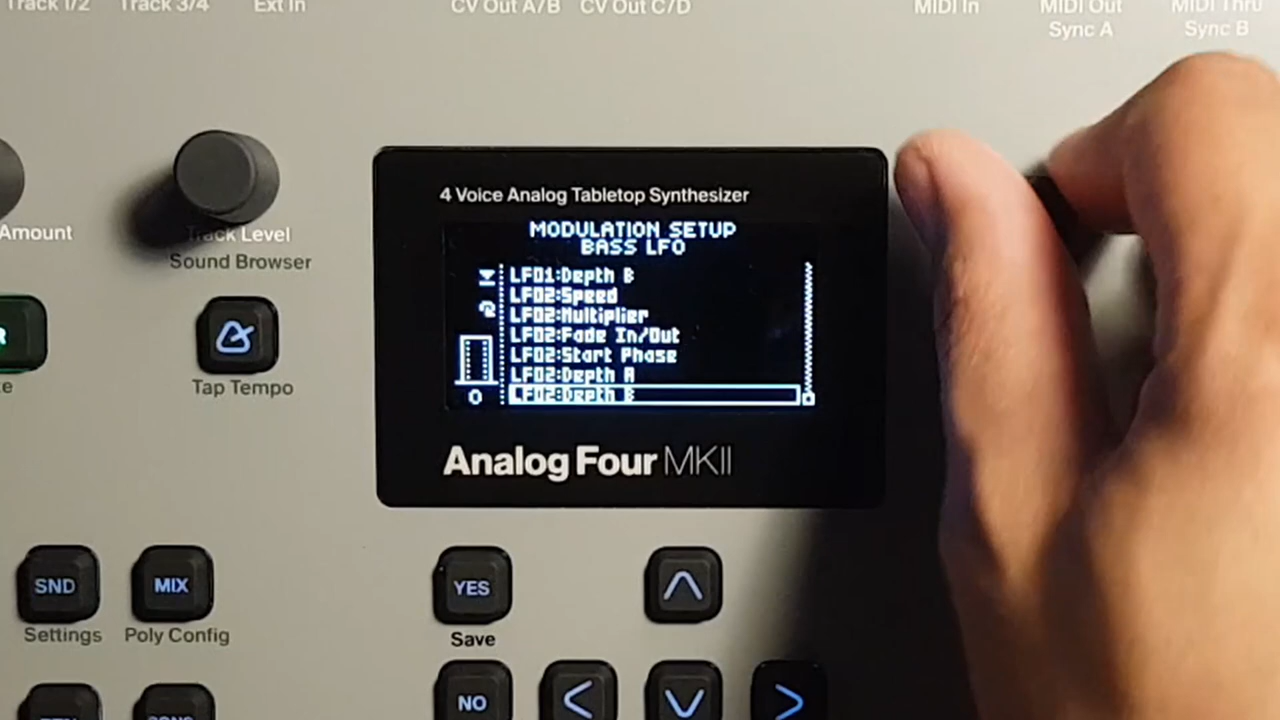 Track 1/2 Track 3/4 Ext In CV Out A/B CV Out C/D MIDI In MIDI Out MIDI Thru
Sync A Sync B
4 Voice Analog Tabletop Synthesizer
MODULATION SETUP
BASS LFO
LFO1:Depth B
LFO2:Speed
LFO2:Multiplier
LFO2:Fade In/Out
LFO2:Start Phase
LFO2:Depth A
LFO2:Depth B
0
Analog Four MKII
Amount
Track Level
Sound Browser
Tap Tempo
SND
MIX
YES
Settings
Poly Config
Save
NO